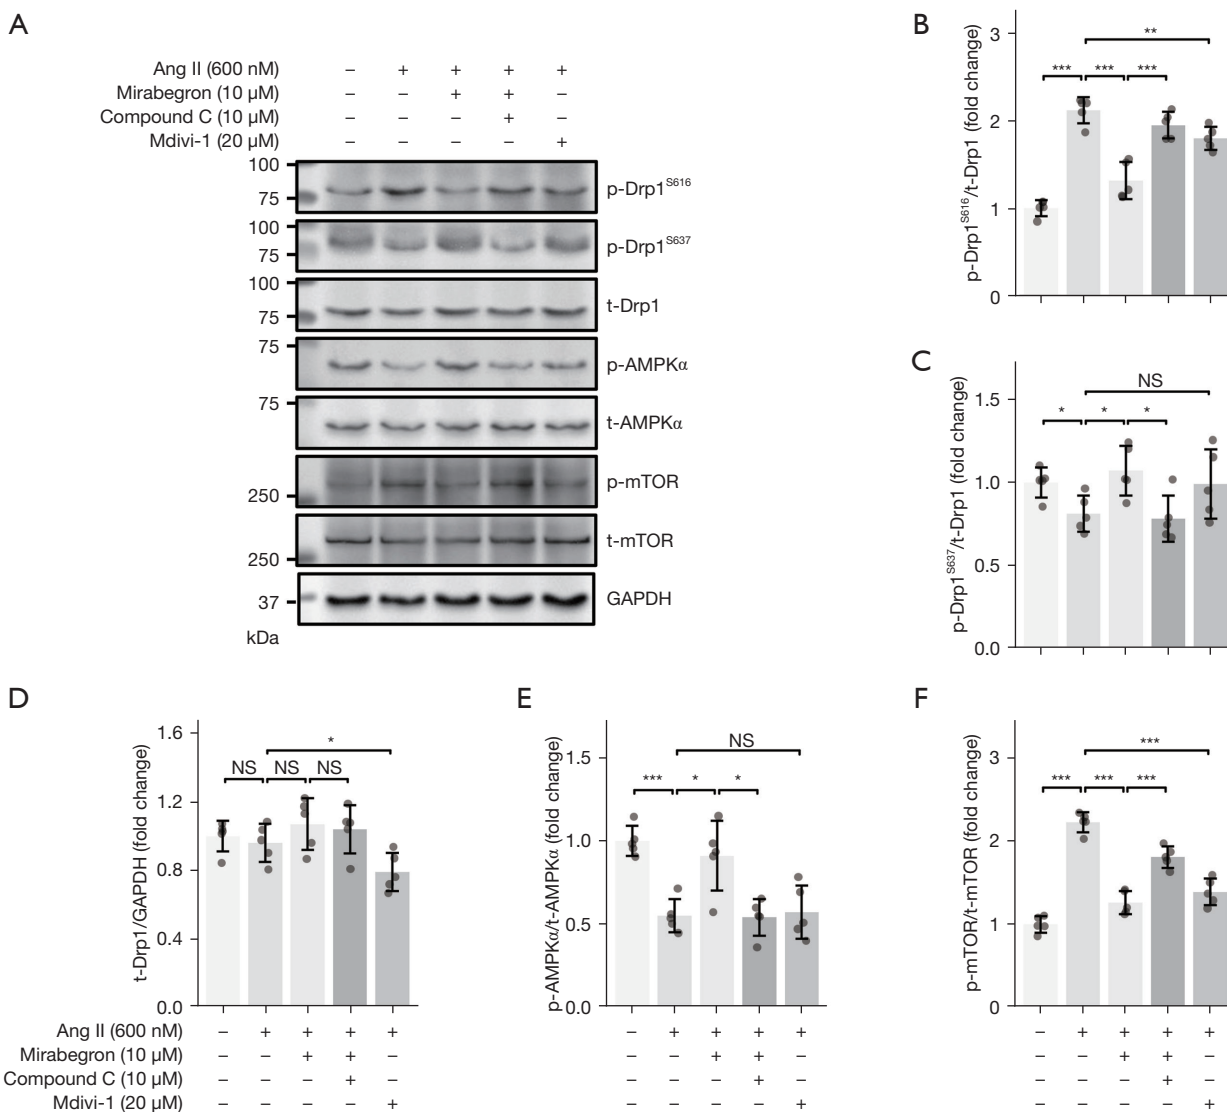 A
Ang II (600 nM) – + + + +
Mirabegron (10 µM) – – + + –
Compound C (10 µM) – – – + –
Mdivi-1 (20 µM) – – – – +
100
75
p-Drp1S616
100
75
p-Drp1S637
100
75
t-Drp1
75
p-AMPKα
75
t-AMPKα
p-mTOR
250
t-mTOR
250
37
GAPDH
kDa
B
p-Drp1S616/t-Drp1 (fold change)
3
2
1
0
**
*** *** ***
C
p-Drp1S637/t-Drp1 (fold change)
1.5
1.0
0.5
0.0
NS
* * *
D
t-Drp1/GAPDH (fold change)
1.6
1.2
0.8
0.4
0.0
*
NS NS NS
Ang II (600 nM) – + + + +
Mirabegron (10 µM) – – + + –
Compound C (10 µM) – – – + –
Mdivi-1 (20 µM) – – – – +
E
p-AMPKα/t-AMPKα (fold change)
1.5
1.0
0.5
0.0
NS
*** * *
– + + + +
– – + + –
– – – + –
– – – – +
F
p-mTOR/t-mTOR (fold change)
3
2
1
0
***
*** *** ***
– + + + +
– – + + –
– – – + –
– – – – +